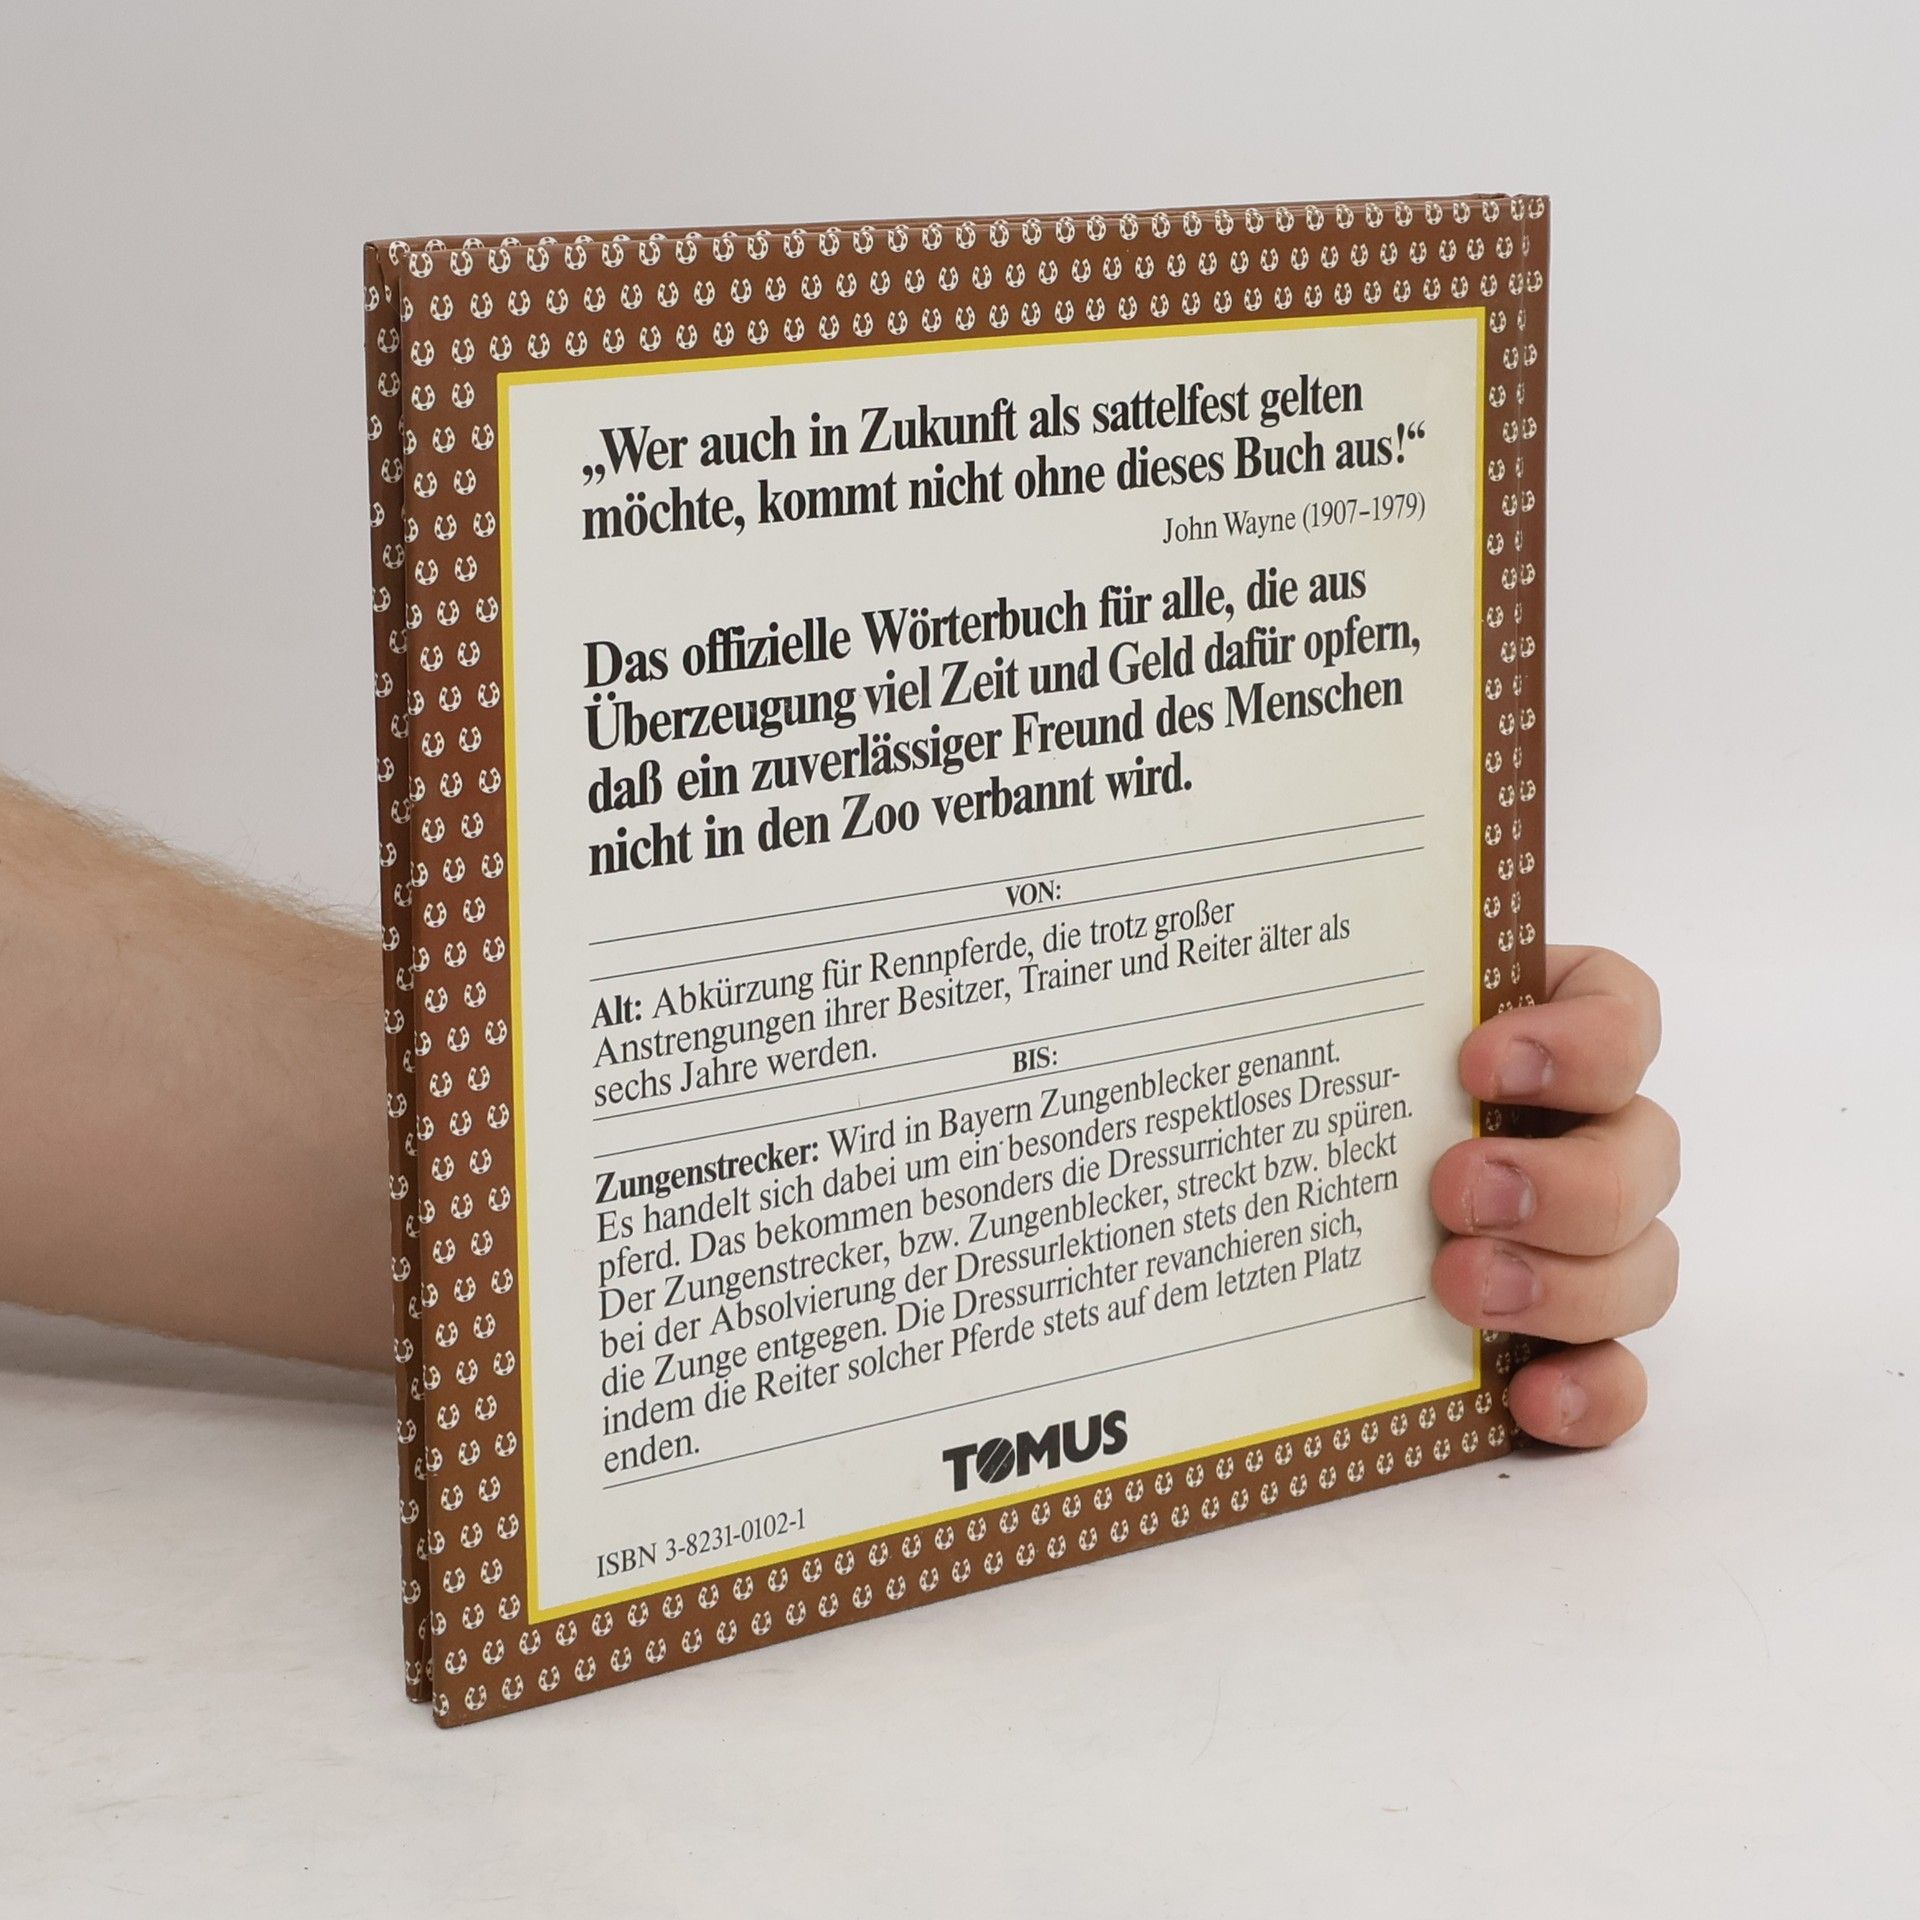 „Wer auch in Zukunft als sattelfest gelten
möchte, kommt nicht ohne dieses Buch aus!“
John Wayne (1907–1979)
Das offizielle Wörterbuch für alle, die aus
Überzeugung viel Zeit und Geld dafür opfern,
daß ein zuverlässiger Freund des Menschen
nicht in den Zoo verbannt wird.
VON:
Alt: Abkürzung für Rennpferde, die trotz großer
Anstrengungen ihrer Besitzer, Trainer und Reiter älter als
sechs Jahre werden.
BIS:
Zungenstrecker: Wird in Bayern Zungenblecker genannt.
Es handelt sich dabei um ein besonders respektloses Dressur-
pferd. Das bekommen besonders die Dressurrichter zu spüren.
Der Zungenstrecker, bzw. Zungenblecker, streckt bzw. bleckt
bei der Absolvierung der Dressurlektionen stets den Richtern
die Zunge entgegen. Die Dressurrichter revanchieren sich,
indem die Reiter solcher Pferde stets auf dem letzten Platz
enden.
TOMUS
ISBN 3-8231-0102-1